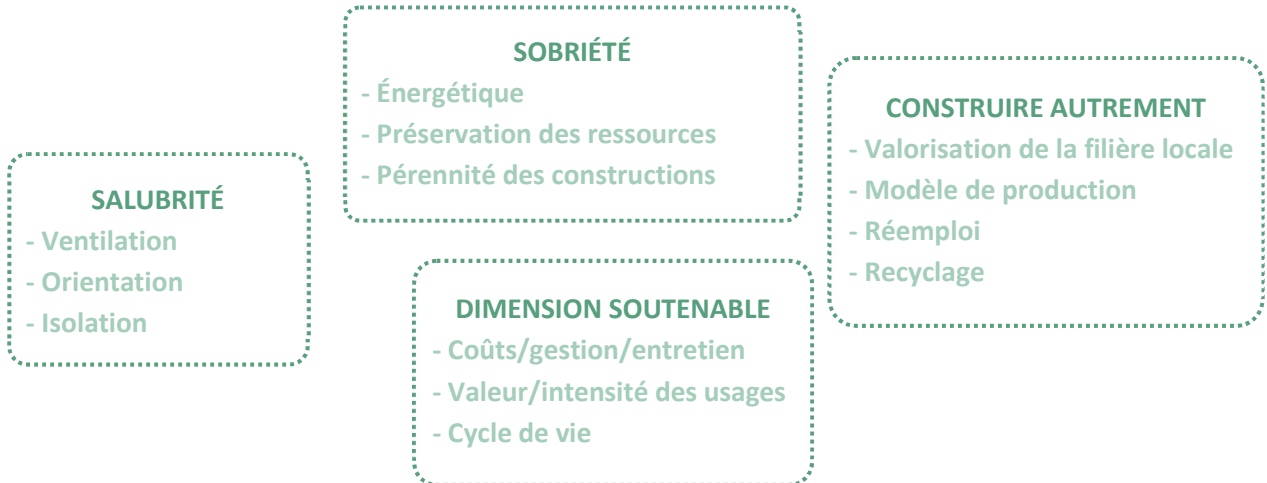 SOBRIÉTÉ
- Énergétique
- Préservation des ressources
- Pérennité des constructions
CONSTRUIRE AUTREMENT
- Valorisation de la filière locale
- Modèle de production
- Réemploi
- Recyclage
SALUBRITÉ
- Ventilation
- Orientation
- Isolation
DIMENSION SOUTENABLE
- Coûts/gestion/entretien
- Valeur/intensité des usages
- Cycle de vie